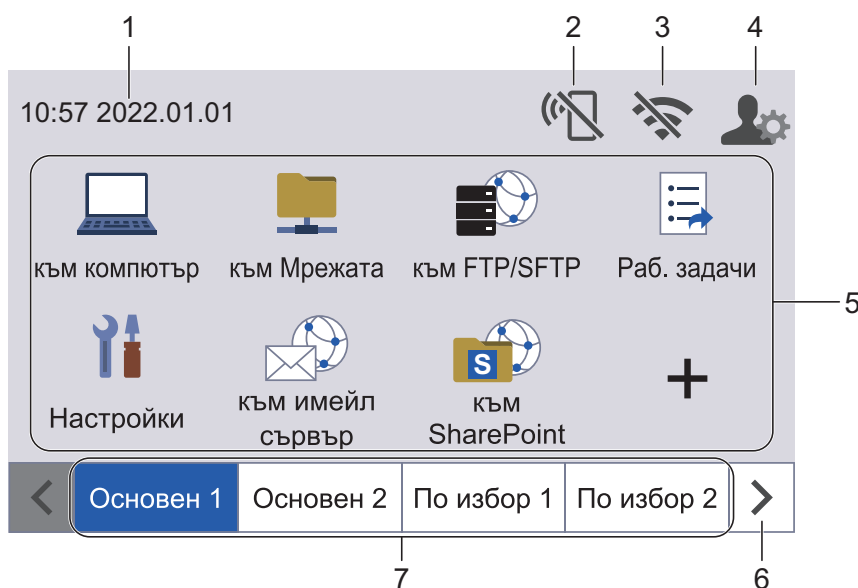 1 2 3 4
10:57 2022.01.01
към компютър към Мрежата към FTP/SFTP Раб. задачи
5
S
Настройки
към имейл
сървър
към
SharePoint
Основен 1 Основен 2 По избор 1 По избор 2
7 6